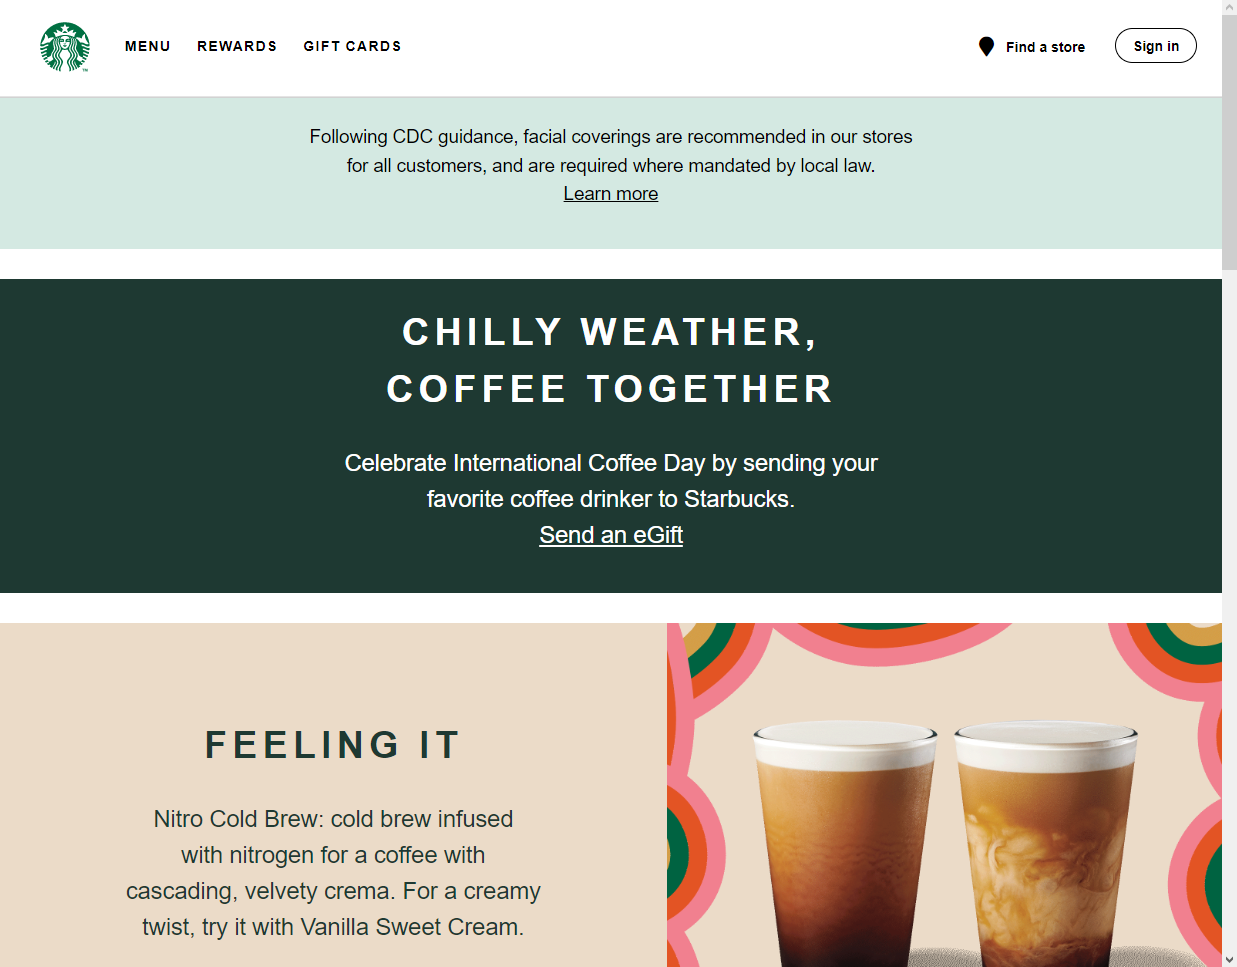 MENU REWARDS GIFT CARDS Find a store Sign in
Following CDC guidance, facial coverings are recommended in our stores
for all customers, and are required where mandated by local law.
Learn more
CHILLY WEATHER,
COFFEE TOGETHER
Celebrate International Coffee Day by sending your
favorite coffee drinker to Starbucks.
Send an eGift
FEELING IT
Nitro Cold Brew: cold brew infused
with nitrogen for a coffee with
cascading, velvety crema. For a creamy
twist, try it with Vanilla Sweet Cream.